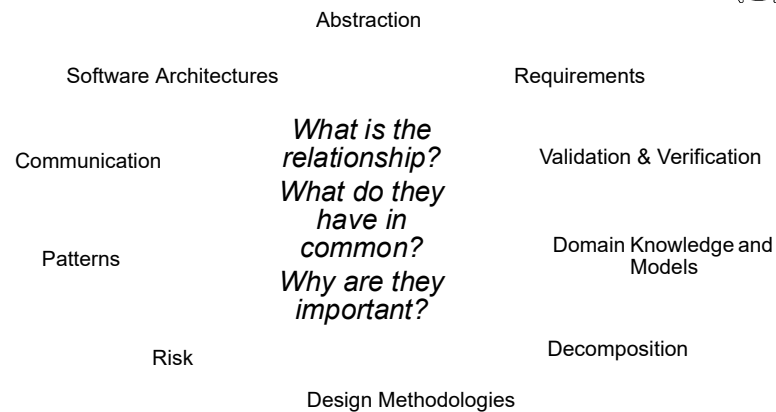 Abstraction
Software Architectures
Requirements
What is the
relationship?
What do they
have in
common?
Why are they
important?
Communication
Validation & Verification
Patterns
Domain Knowledge and
Models
Risk
Decomposition
Design Methodologies